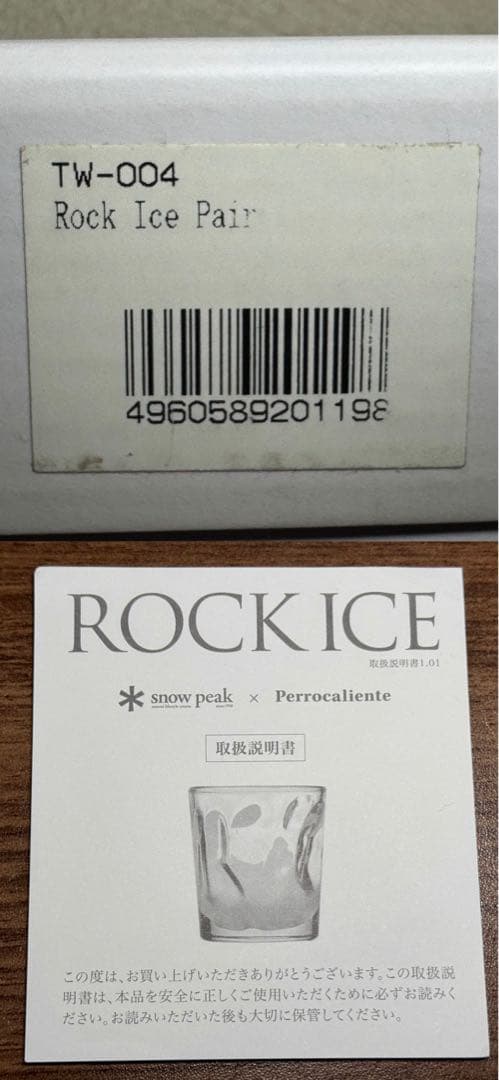 TW-004
Rock Ice Pair
4960589201198
ROCK ICE
取扱説明書1.01
snow peak × Perrocaliente
取扱説明書
この度は、お買い上げいただきありがとうございます。この取扱説
明書は、本品を安全に正しくご使用いただくために必ずお読みく
ださい。お読みいただいた後も大切に保管してください。